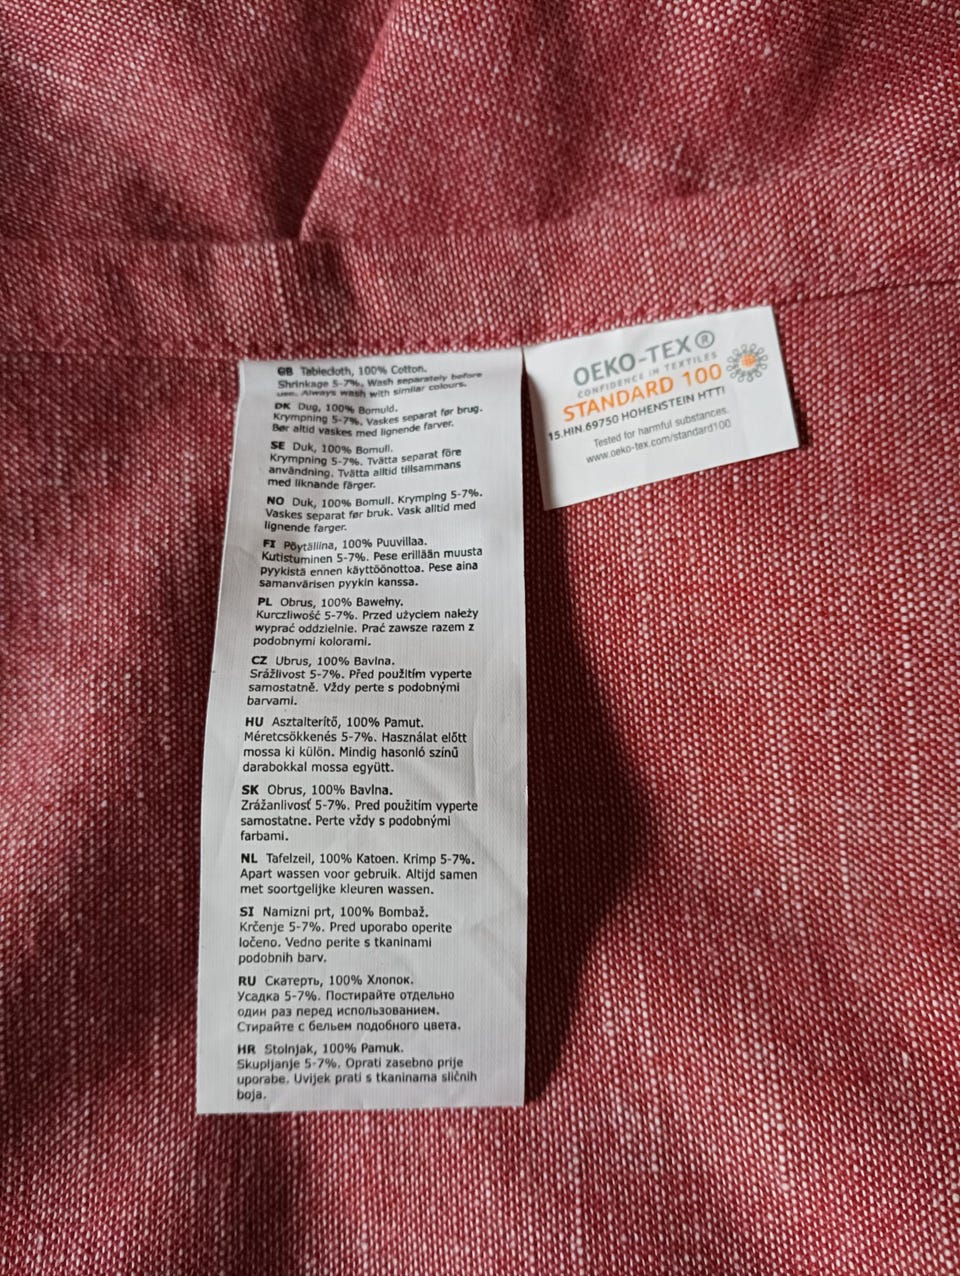 GB Tablecloth, 100% Cotton.
Shrinkage 5-7%. Wash separately before
use. Always wash with similar colours.
DK Dug, 100% Bomuld.
Krympning 5-7%. Vaskes separat før brug.
Bør altid vaskes med lignende farver.
SE Duk, 100% Bomull.
Krympning 5-7%. Tvätta separat före
användning. Tvätta alltid tillsammans
med liknande färger.
NO Duk, 100% Bomull. Krymping 5-7%.
Vaskes separat før bruk. Vask alltid med
lignende farger.
FI Pöytäliina, 100% Puuvillaa.
Kutistuminen 5-7%. Pese erillään muusta
pyykistä ennen käyttöönottoa. Pese aina
samanvärisen pyykin kanssa.
PL Obrus, 100% Bawełny.
Kurczliwość 5-7%. Przed użyciem należy
wyprać oddzielnie. Prać zawsze razem z
podobnymi kolorami.
CZ Ubrus, 100% Bavlna.
Srážlivost 5-7%. Před použitím vyperte
samostatně. Vždy perte s podobnými
barvami.
HU Asztalterítő, 100% Pamut.
Méretcsökkenés 5-7%. Használat előtt
mossa ki külön. Mindig hasonló színű
darabokkal mossa együtt.
SK Obrus, 100% Bavlna.
Zrážanlivosť 5-7%. Pred použitím vyperte
samostatne. Perte vždy s podobnými
farbami.
NL Tafelzeil, 100% Katoen. Krimp 5-7%.
Apart wassen voor gebruik. Altijd samen
met soortgelijke kleuren wassen.
SI Namizni prt, 100% Bombaž.
Krčenje 5-7%. Pred uporabo operite
ločeno. Vedno perite s tkaninami
podobnih barv.
RU Скатерть, 100% Хлопок.
Усадка 5-7%. Постирайте отдельно
один раз перед использованием.
Стирайте с бельем подобного цвета.
HR Stolnjak, 100% Pamuk.
Skupljanje 5-7%. Oprati zasebno prije
uporabe. Uvijek prati s tkaninama sličnih
boja.
OEKO-TEX®
CONFIDENCE IN TEXTILES
STANDARD 100
15.HIN.69750 HOHENSTEIN HTTI
Tested for harmful substances.
www.oeko-tex.com/standard100